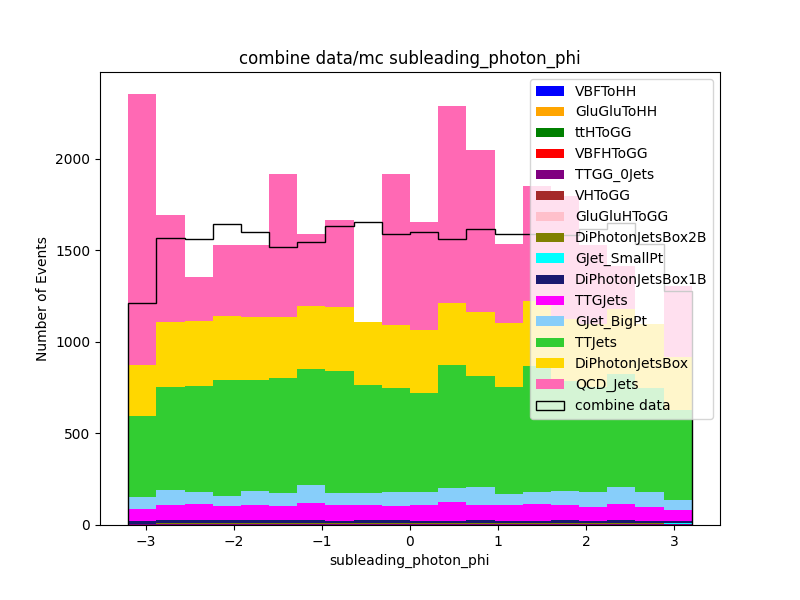 combine data/mc subleading_photon_phi
Number of Events
2000
1500
1000
500
0
−3
−2
−1
0
1
2
3
subleading_photon_phi
VBFToHH
GluGluToHH
ttHToGG
VBFHToGG
TTGG_0Jets
VHToGG
GluGluHToGG
DiPhotonJetsBox2B
GJet_SmallPt
DiPhotonJetsBox1B
TTGJets
GJet_BigPt
TTJets
DiPhotonJetsBox
QCD_Jets
combine data